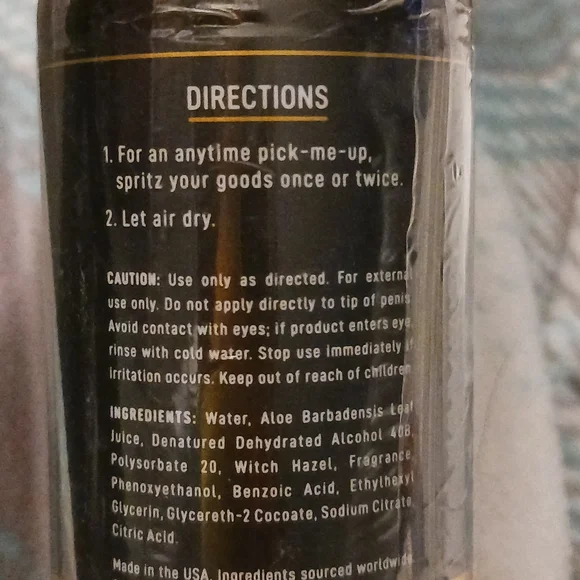 DIRECTIONS
1. For an anytime pick-me-up,
spritz your goods once or twice.
2. Let air dry.
CAUTION: Use only as directed. For external
use only. Do not apply directly to tip of penis
Avoid contact with eyes; if product enters eye
rinse with cold water. Stop use immediately if
irritation occurs. Keep out of reach of children
INGREDIENTS: Water, Aloe Barbadensis Leaf
Juice, Denatured Dehydrated Alcohol 40B,
Polysorbate 20, Witch Hazel, Fragrance,
Phenoxyethanol, Benzoic Acid, Ethylhexyl
Glycerin, Glycereth-2 Cocoate, Sodium Citrate
Citric Acid.
Made in the USA. Ingredients sourced worldwide